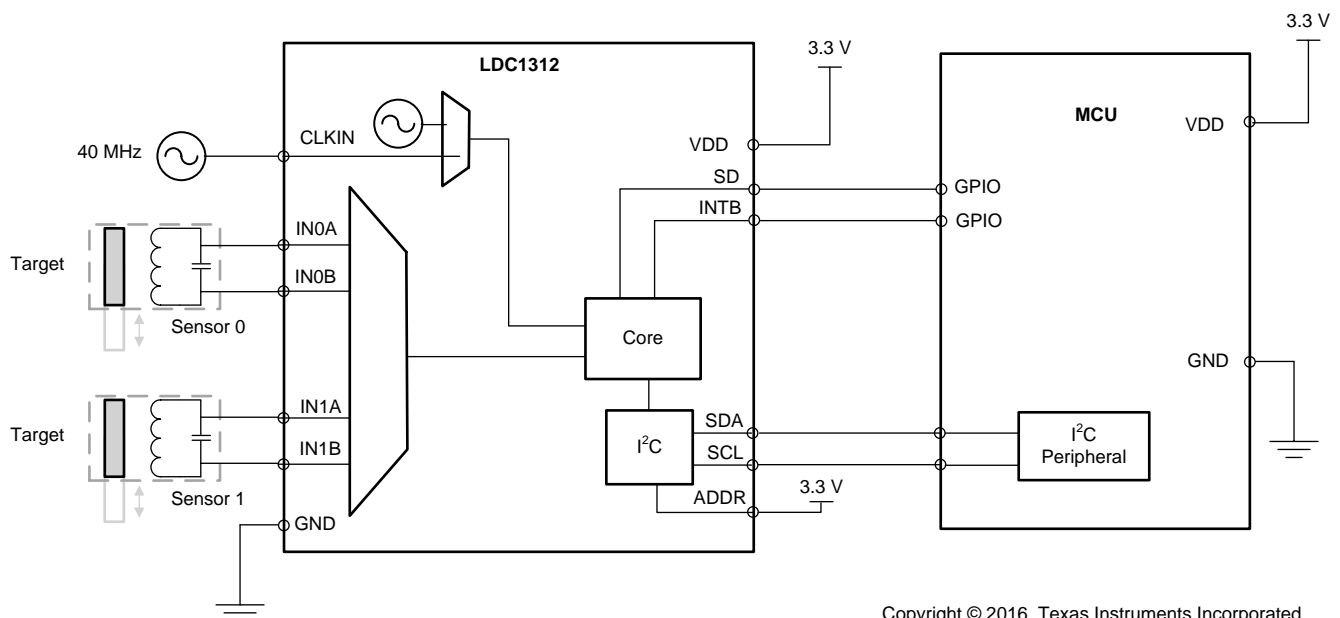 LDC1312
3.3 V
3.3 V
MCU
VDD
VDD
40 MHz
CLKIN
SD
GPIO
INTB
GPIO
IN0A
IN0B
Target
Sensor 0
Core
GND
IN1A
IN1B
Target
Sensor 1
I²C
SDA
SCL
ADDR
3.3 V
I²C
Peripheral
GND
Copyright © 2016, Texas Instruments Incorporated